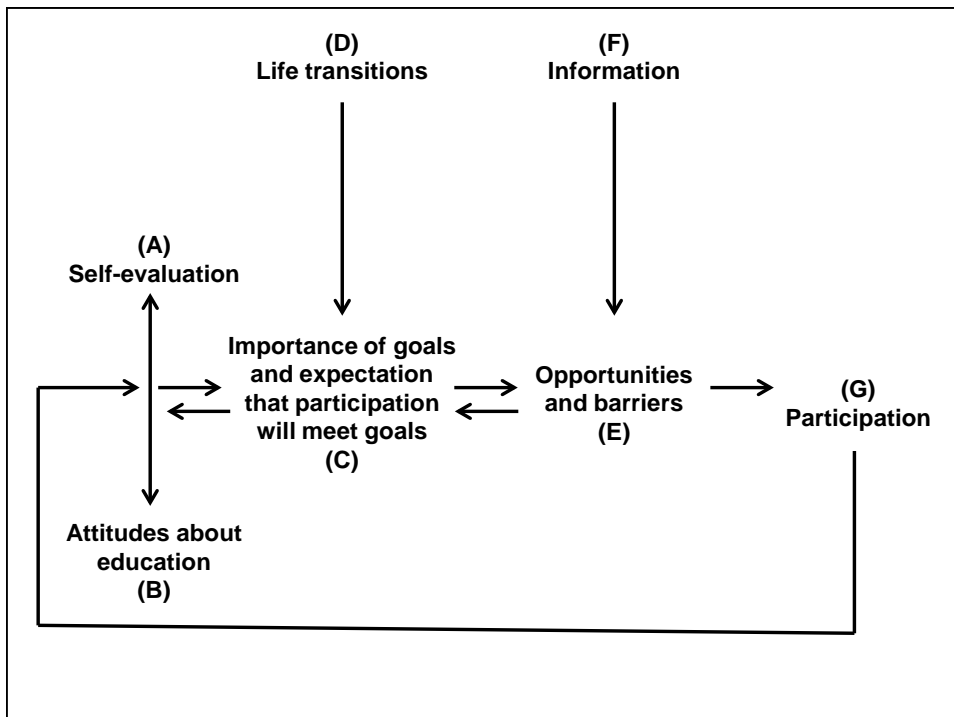 (D)
Life transitions
(F)
Information
(A)
Self-evaluation
Importance of goals
and expectation
that participation
will meet goals
(C)
Opportunities
and barriers
(E)
(G)
Participation
Attitudes about
education
(B)